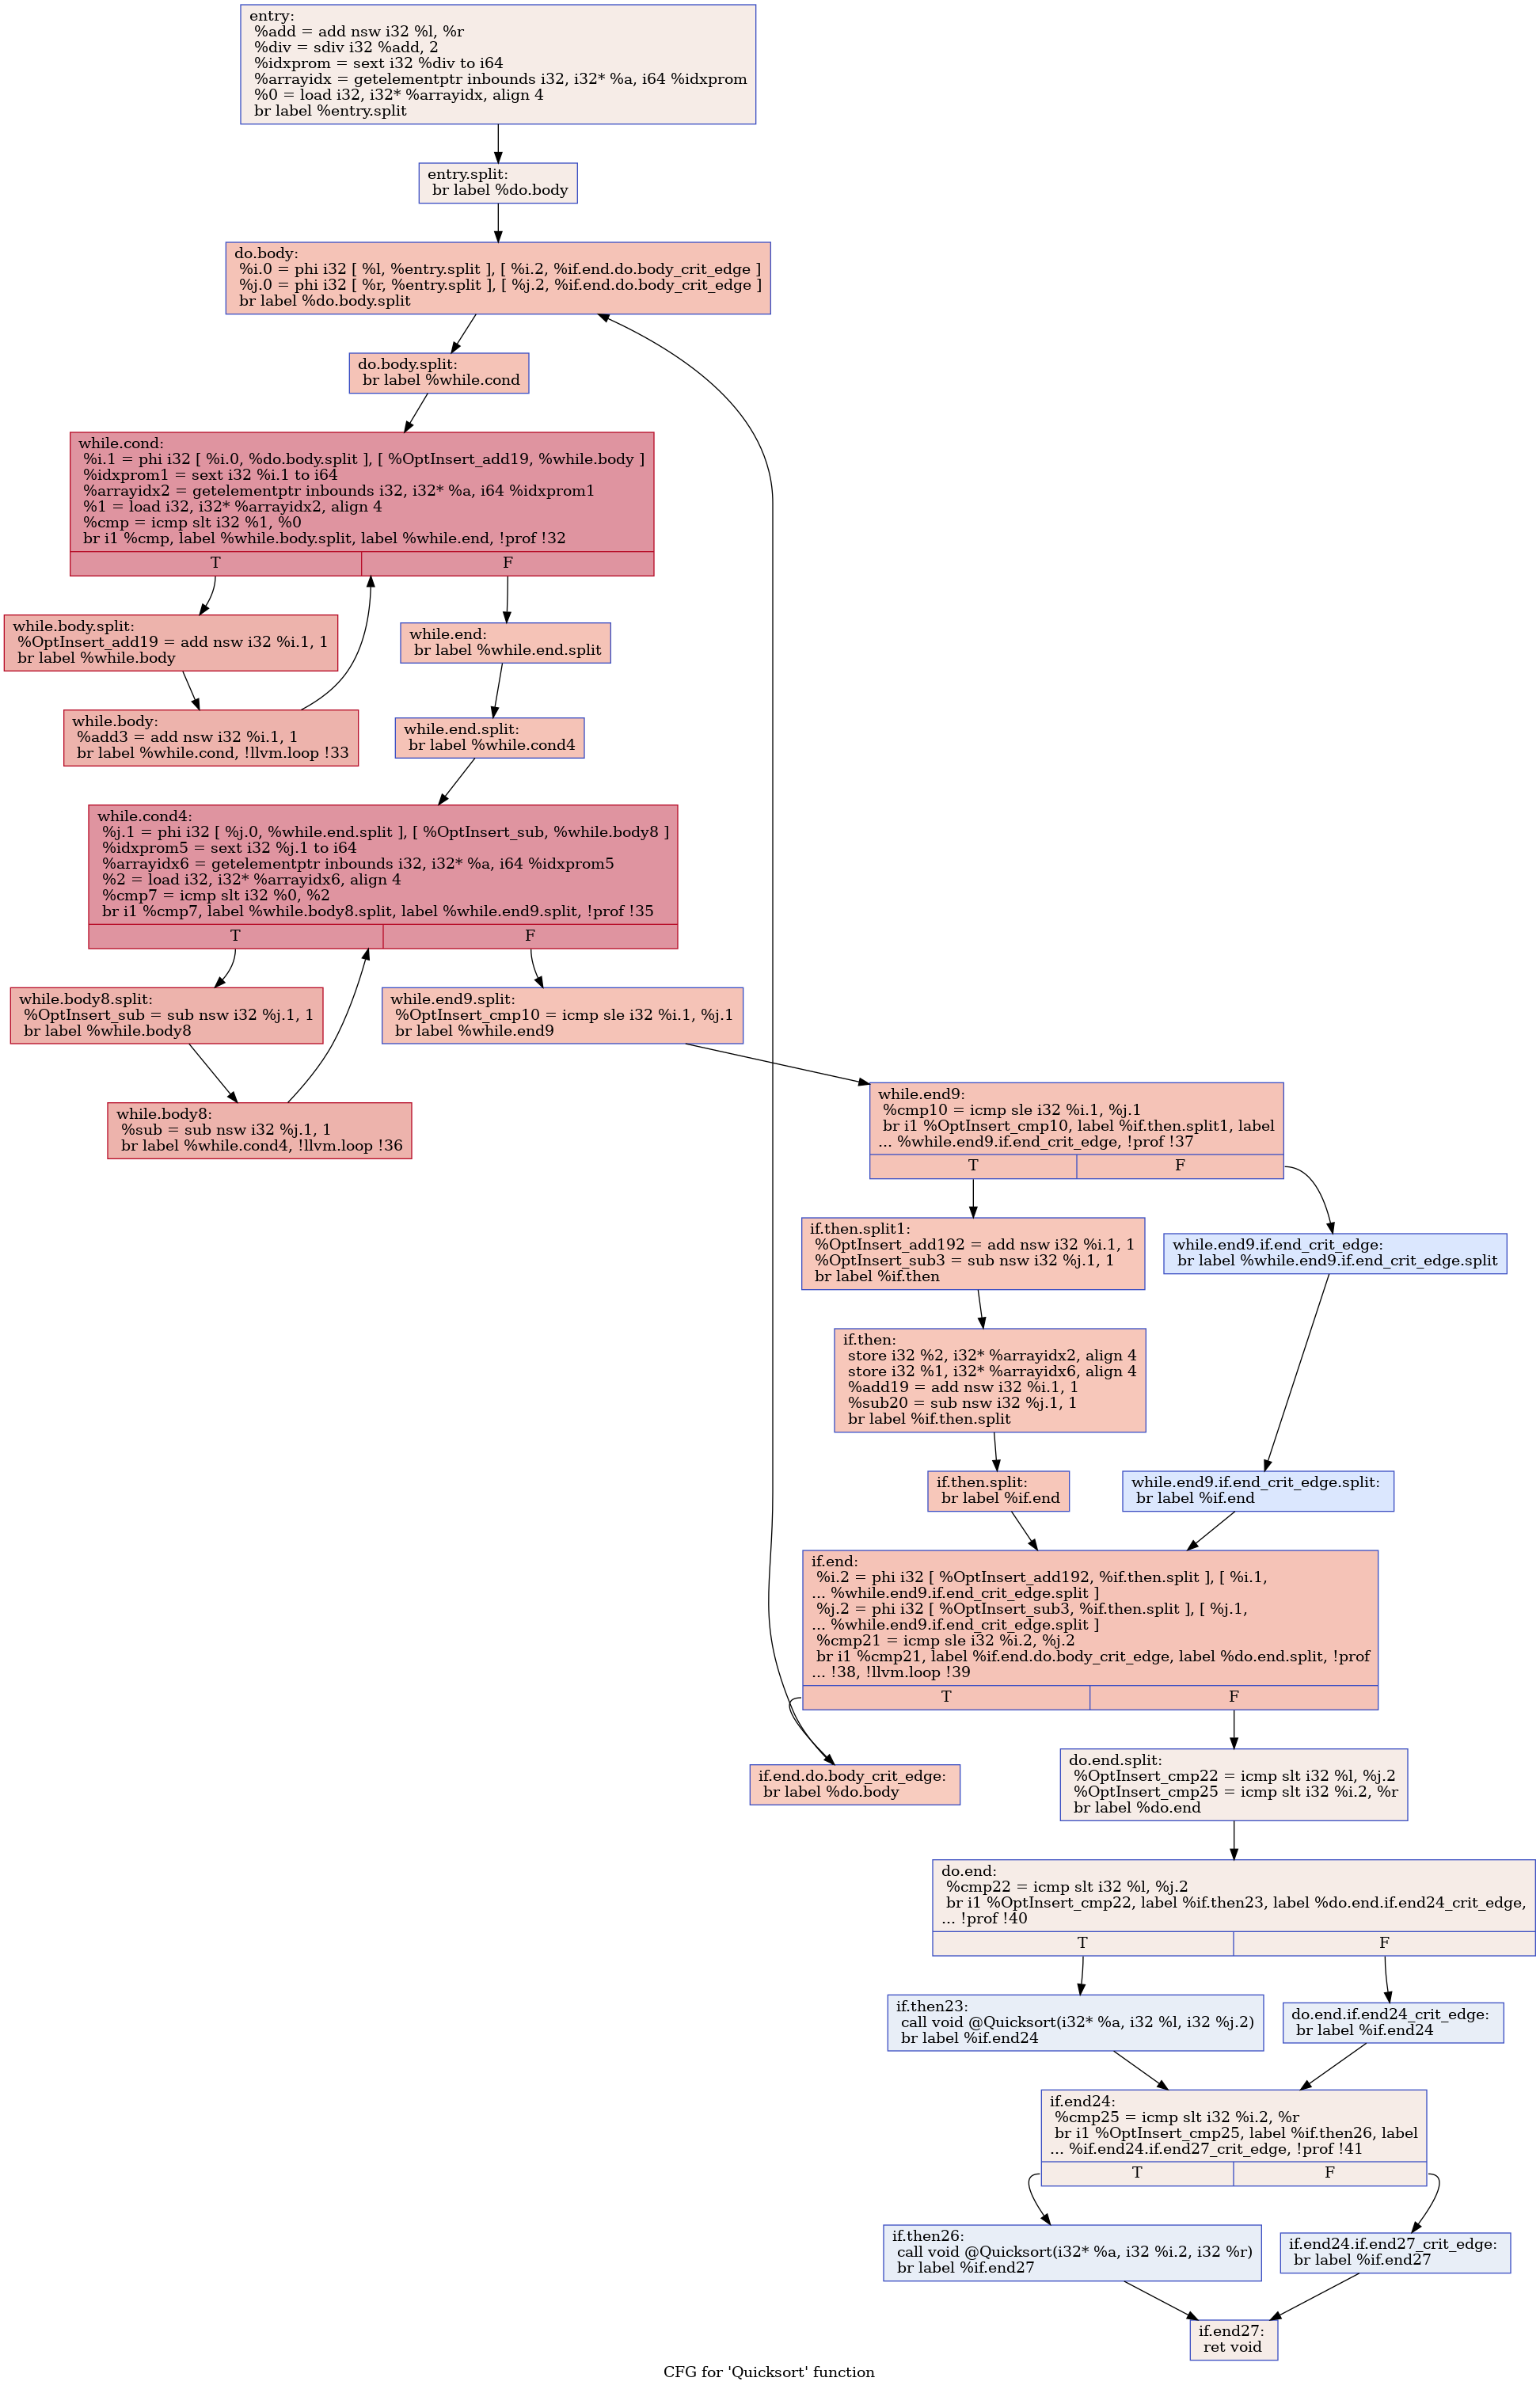 entry:
%add = add nsw i32 %l, %r
%div = sdiv i32 %add, 2
%idxprom = sext i32 %div to i64
%arrayidx = getelementptr inbounds i32, i32* %a, i64 %idxprom
%0 = load i32, i32* %arrayidx, align 4
br label %entry.split
entry.split:
br label %do.body
do.body:
%i.0 = phi i32 [ %l, %entry.split ], [ %i.2, %if.end.do.body_crit_edge ]
%j.0 = phi i32 [ %r, %entry.split ], [ %j.2, %if.end.do.body_crit_edge ]
br label %do.body.split
do.body.split:
br label %while.cond
while.cond:
%i.1 = phi i32 [ %i.0, %do.body.split ], [ %OptInsert_add19, %while.body ]
%idxprom1 = sext i32 %i.1 to i64
%arrayidx2 = getelementptr inbounds i32, i32* %a, i64 %idxprom1
%1 = load i32, i32* %arrayidx2, align 4
%cmp = icmp slt i32 %1, %0
br i1 %cmp, label %while.body.split, label %while.end, !prof !32
T F
while.body.split:
%OptInsert_add19 = add nsw i32 %i.1, 1
br label %while.body
while.end:
br label %while.end.split
while.body:
%add3 = add nsw i32 %i.1, 1
br label %while.cond, !llvm.loop !33
while.end.split:
br label %while.cond4
while.cond4:
%j.1 = phi i32 [ %j.0, %while.end.split ], [ %OptInsert_sub, %while.body8 ]
%idxprom5 = sext i32 %j.1 to i64
%arrayidx6 = getelementptr inbounds i32, i32* %a, i64 %idxprom5
%2 = load i32, i32* %arrayidx6, align 4
%cmp7 = icmp slt i32 %0, %2
br i1 %cmp7, label %while.body8.split, label %while.end9.split, !prof !35
T F
while.body8.split:
%OptInsert_sub = sub nsw i32 %j.1, 1
br label %while.body8
while.end9.split:
%OptInsert_cmp10 = icmp sle i32 %i.1, %j.1
br label %while.end9
while.body8:
%sub = sub nsw i32 %j.1, 1
br label %while.cond4, !llvm.loop !36
while.end9:
%cmp10 = icmp sle i32 %i.1, %j.1
br i1 %OptInsert_cmp10, label %if.then.split1, label
... %while.end9.if.end_crit_edge, !prof !37
T F
if.then.split1:
%OptInsert_add192 = add nsw i32 %i.1, 1
%OptInsert_sub3 = sub nsw i32 %j.1, 1
br label %if.then
while.end9.if.end_crit_edge:
br label %while.end9.if.end_crit_edge.split
if.then:
store i32 %2, i32* %arrayidx2, align 4
store i32 %1, i32* %arrayidx6, align 4
%add19 = add nsw i32 %i.1, 1
%sub20 = sub nsw i32 %j.1, 1
br label %if.then.split
if.then.split:
br label %if.end
while.end9.if.end_crit_edge.split:
br label %if.end
if.end:
%i.2 = phi i32 [ %OptInsert_add192, %if.then.split ], [ %i.1,
... %while.end9.if.end_crit_edge.split ]
%j.2 = phi i32 [ %OptInsert_sub3, %if.then.split ], [ %j.1,
... %while.end9.if.end_crit_edge.split ]
%cmp21 = icmp sle i32 %i.2, %j.2
br i1 %cmp21, label %if.end.do.body_crit_edge, label %do.end.split, !prof
... !38, !llvm.loop !39
T F
if.end.do.body_crit_edge:
br label %do.body
do.end.split:
%OptInsert_cmp22 = icmp slt i32 %l, %j.2
%OptInsert_cmp25 = icmp slt i32 %i.2, %r
br label %do.end
do.end:
%cmp22 = icmp slt i32 %l, %j.2
br i1 %OptInsert_cmp22, label %if.then23, label %do.end.if.end24_crit_edge,
... !prof !40
T F
if.then23:
call void @Quicksort(i32* %a, i32 %l, i32 %j.2)
br label %if.end24
do.end.if.end24_crit_edge:
br label %if.end24
if.end24:
%cmp25 = icmp slt i32 %i.2, %r
br i1 %OptInsert_cmp25, label %if.then26, label
... %if.end24.if.end27_crit_edge, !prof !41
T F
if.then26:
call void @Quicksort(i32* %a, i32 %i.2, i32 %r)
br label %if.end27
if.end24.if.end27_crit_edge:
br label %if.end27
if.end27:
ret void
CFG for 'Quicksort' function